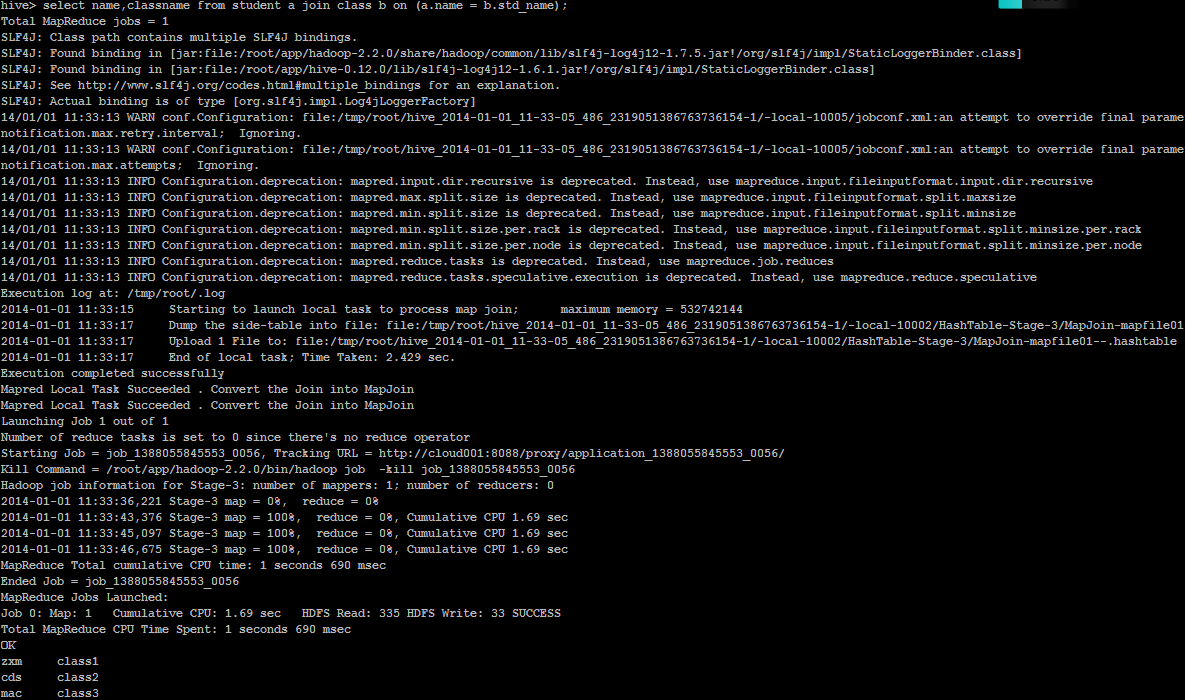 hive> select name,classname from student a join class b on (a.name = b.std_name);
Total MapReduce jobs = 1
SLF4J: Class path contains multiple SLF4J bindings.
SLF4J: Found binding in [jar:file:/root/app/hadoop-2.2.0/share/hadoop/common/lib/slf4j-log4j12-1.7.5.jar!/org/slf4j/impl/StaticLoggerBinder.class]
SLF4J: Found binding in [jar:file:/root/app/hive-0.12.0/lib/slf4j-log4j12-1.6.1.jar!/org/slf4j/impl/StaticLoggerBinder.class]
SLF4J: See http://www.slf4j.org/codes.html#multiple_bindings for an explanation.
SLF4J: Actual binding is of type [org.slf4j.impl.Log4jLoggerFactory]
14/01/01 11:33:13 WARN conf.Configuration: file:/tmp/root/hive_2014-01-01_11-33-05_486_2319051386763736154-1/-local-10005/jobconf.xml:an attempt to override final parame
notification.max.retry.interval;  Ignoring.
14/01/01 11:33:13 WARN conf.Configuration: file:/tmp/root/hive_2014-01-01_11-33-05_486_2319051386763736154-1/-local-10005/jobconf.xml:an attempt to override final parame
notification.max.attempts;  Ignoring.
14/01/01 11:33:13 INFO Configuration.deprecation: mapred.input.dir.recursive is deprecated. Instead, use mapreduce.input.fileinputformat.input.dir.recursive
14/01/01 11:33:13 INFO Configuration.deprecation: mapred.max.split.size is deprecated. Instead, use mapreduce.input.fileinputformat.split.maxsize
14/01/01 11:33:13 INFO Configuration.deprecation: mapred.min.split.size is deprecated. Instead, use mapreduce.input.fileinputformat.split.minsize
14/01/01 11:33:13 INFO Configuration.deprecation: mapred.min.split.size.per.rack is deprecated. Instead, use mapreduce.input.fileinputformat.split.minsize.per.rack
14/01/01 11:33:13 INFO Configuration.deprecation: mapred.min.split.size.per.node is deprecated. Instead, use mapreduce.input.fileinputformat.split.minsize.per.node
14/01/01 11:33:13 INFO Configuration.deprecation: mapred.reduce.tasks is deprecated. Instead, use mapreduce.job.reduces
14/01/01 11:33:13 INFO Configuration.deprecation: mapred.reduce.tasks.speculative.execution is deprecated. Instead, use mapreduce.reduce.speculative
Execution log at: /tmp/root/.log
2014-01-01 11:33:15     Starting to launch local task to process map join;      maximum memory = 532742144
2014-01-01 11:33:17     Dump the side-table into file: file:/tmp/root/hive_2014-01-01_11-33-05_486_2319051386763736154-1/-local-10002/HashTable-Stage-3/MapJoin-mapfile01
2014-01-01 11:33:17     Upload 1 File to: file:/tmp/root/hive_2014-01-01_11-33-05_486_2319051386763736154-1/-local-10002/HashTable-Stage-3/MapJoin-mapfile01--.hashtable
2014-01-01 11:33:17     End of local task; Time Taken: 2.429 sec.
Execution completed successfully
Mapred Local Task Succeeded . Convert the Join into MapJoin
Mapred Local Task Succeeded . Convert the Join into MapJoin
Launching Job 1 out of 1
Number of reduce tasks is set to 0 since there's no reduce operator
Starting Job = job_1388055845553_0056, Tracking URL = http://cloud001:8088/proxy/application_1388055845553_0056/
Kill Command = /root/app/hadoop-2.2.0/bin/hadoop job  -kill job_1388055845553_0056
Hadoop job information for Stage-3: number of mappers: 1; number of reducers: 0
2014-01-01 11:33:36,221 Stage-3 map = 0%,  reduce = 0%
2014-01-01 11:33:43,376 Stage-3 map = 100%,  reduce = 0%, Cumulative CPU 1.69 sec
2014-01-01 11:33:45,097 Stage-3 map = 100%,  reduce = 0%, Cumulative CPU 1.69 sec
2014-01-01 11:33:46,675 Stage-3 map = 100%,  reduce = 0%, Cumulative CPU 1.69 sec
MapReduce Total cumulative CPU time: 1 seconds 690 msec
Ended Job = job_1388055845553_0056
MapReduce Jobs Launched:
Job 0: Map: 1   Cumulative CPU: 1.69 sec   HDFS Read: 335 HDFS Write: 33 SUCCESS
Total MapReduce CPU Time Spent: 1 seconds 690 msec
OK
zxm     class1
cds     class2
mac     class3